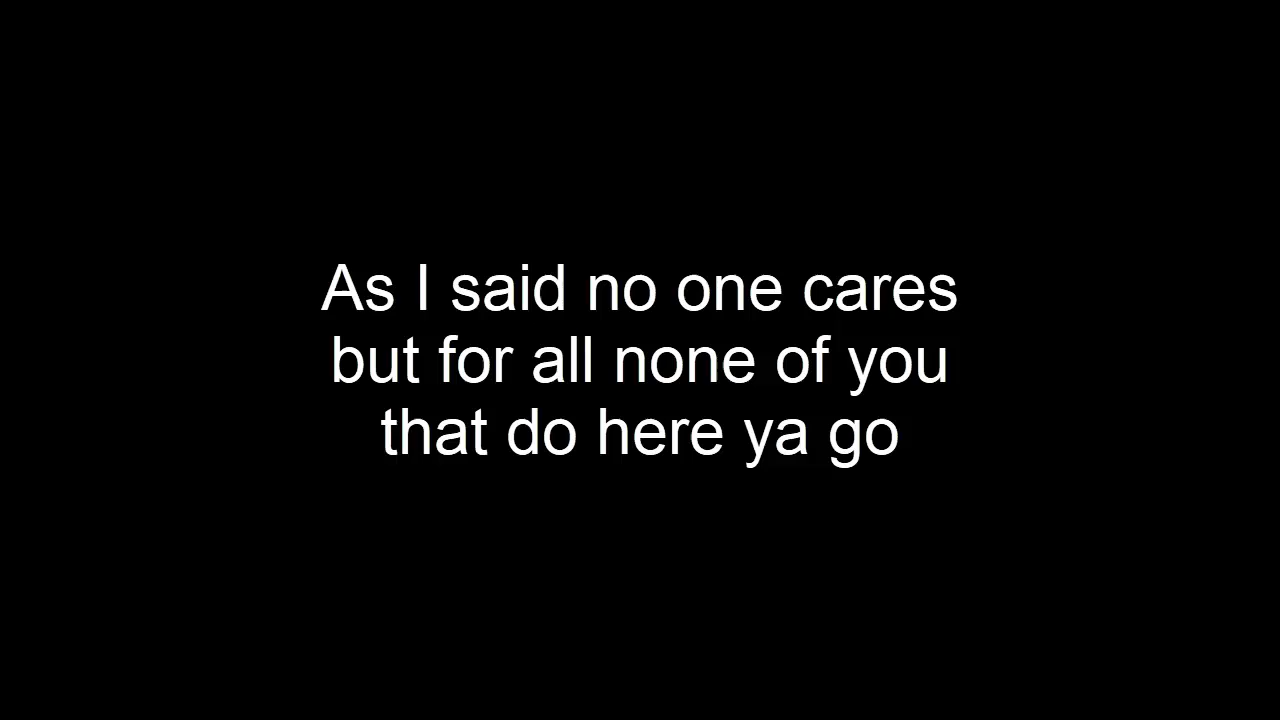 As I said no one cares
but for all none of you
that do here ya go